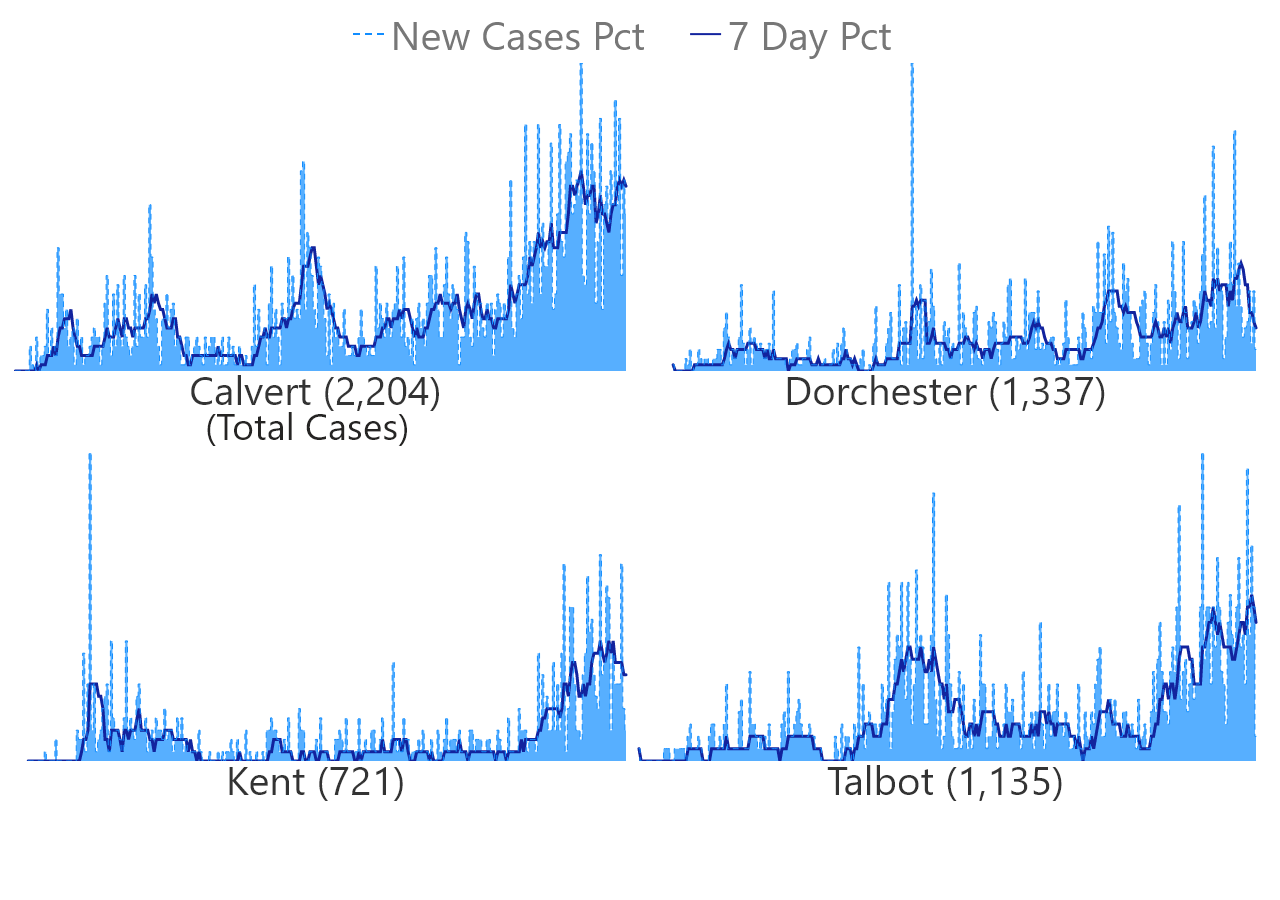 New Cases Pct 7 Day Pct
Calvert (2,204)
(Total Cases)
Dorchester (1,337)
Kent (721)
Talbot (1,135)